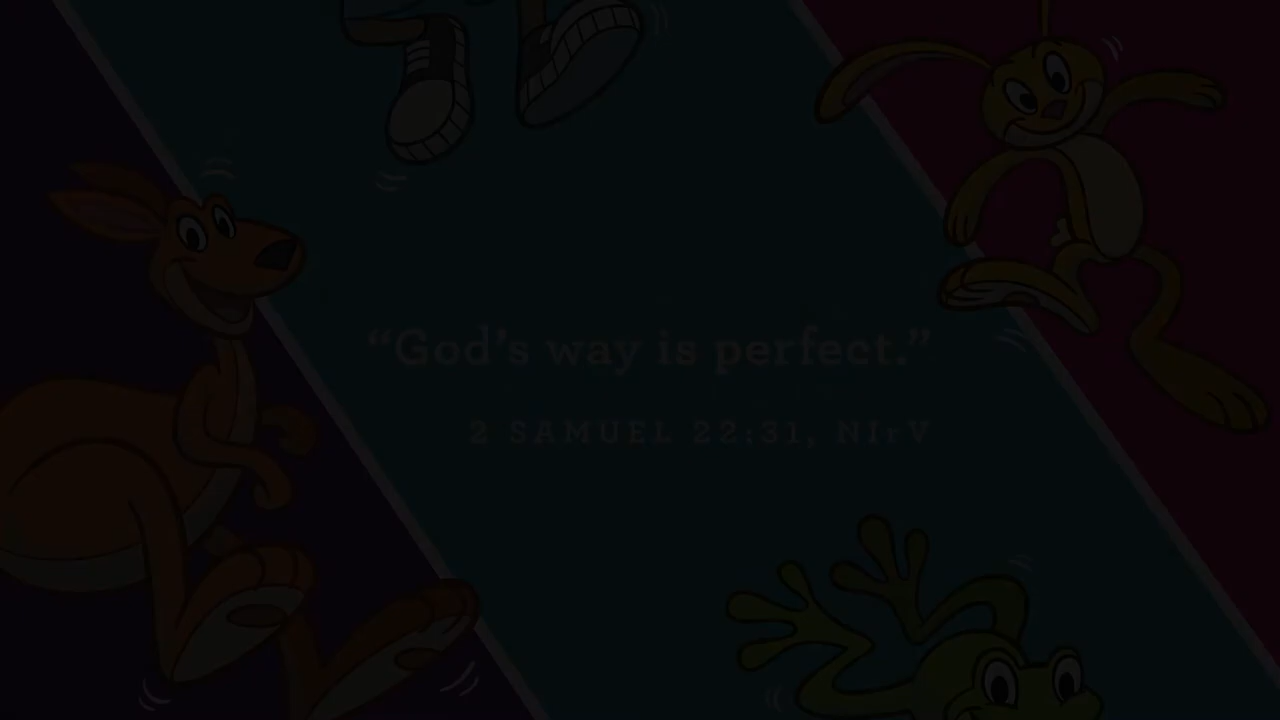 “God’s way is perfect.”
2 SAMUEL 22:31, NIrV